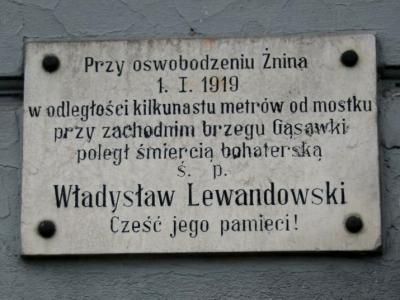 Przy oswobodzeniu Żnina
1. I. 1919
w odległości kilkunastu metrów od mostku
przy zachodnim brzegu Gąsawki
poległ śmiercią bohaterską
ś. p.
Władysław Lewandowski
Cześć jego pamięci!